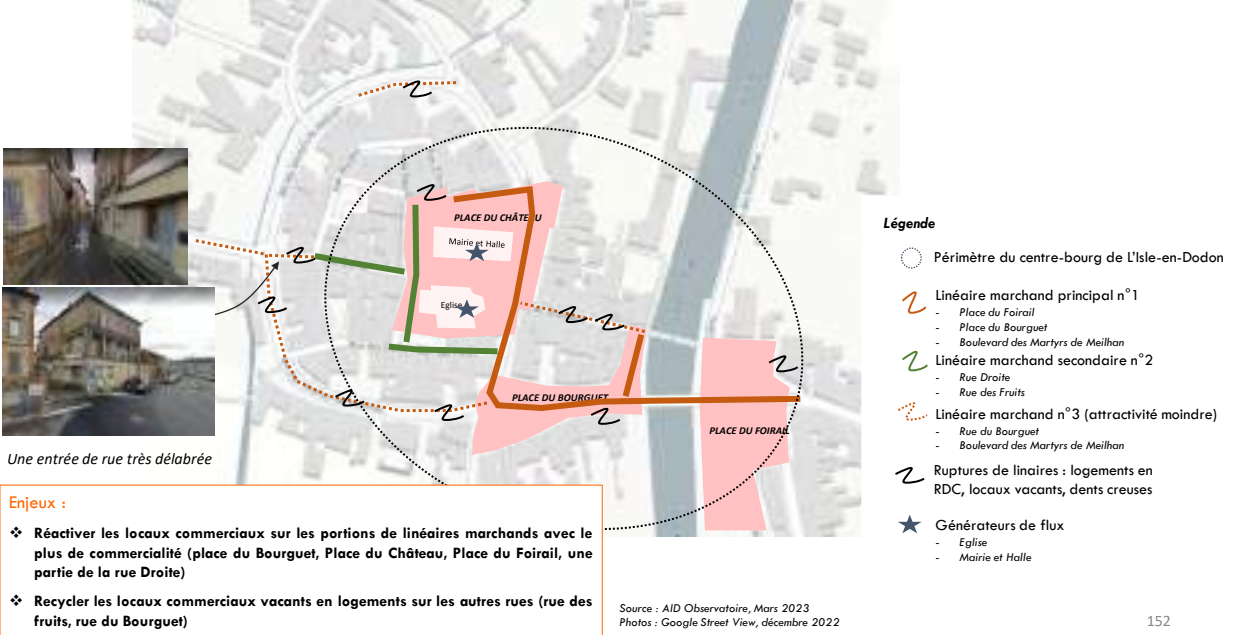 PLACE DU CHÂTEAU
Mairie et Halle
Eglise
PLACE DU BOURGUET
PLACE DU FOIRAIL
Une entrée de rue très délabrée
Enjeux :
❖ Réactiver les locaux commerciaux sur les portions de linéaires marchands avec le
plus de commercialité (place du Bourguet, Place du Château, Place du Foirail, une
partie de la rue Droite)
❖ Recycler les locaux commerciaux vacants en logements sur les autres rues (rue des
fruits, rue du Bourguet)
Légende
Périmètre du centre-bourg de L'Isle-en-Dodon
Linéaire marchand principal n°1
- Place du Foirail
- Place du Bourguet
- Boulevard des Martyrs de Meilhan
Linéaire marchand secondaire n°2
- Rue Droite
- Rue des Fruits
Linéaire marchand n°3 (attractivité moindre)
- Rue du Bourguet
- Boulevard des Martyrs de Meilhan
Ruptures de linaires : logements en
RDC, locaux vacants, dents creuses
Générateurs de flux
- Eglise
- Mairie et Halle
Source : AID Observatoire, Mars 2023
Photos : Google Street View, décembre 2022
152